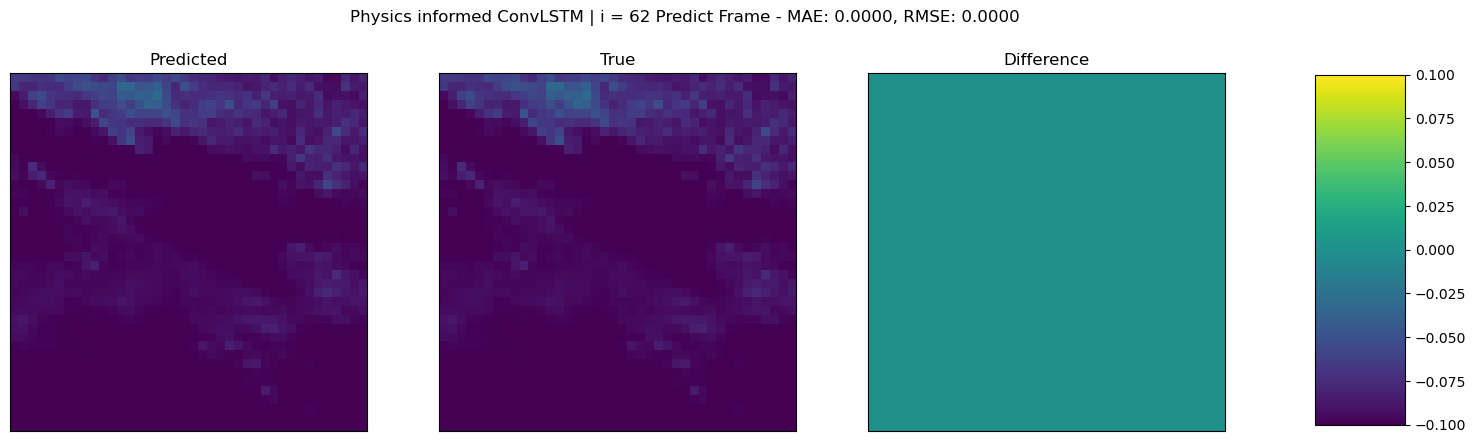 Physics informed ConvLSTM | i = 62 Predict Frame - MAE: 0.0000, RMSE: 0.0000
Predicted
True
Difference
0.100
0.075
0.050
0.025
0.000
−0.025
−0.050
−0.075
−0.100